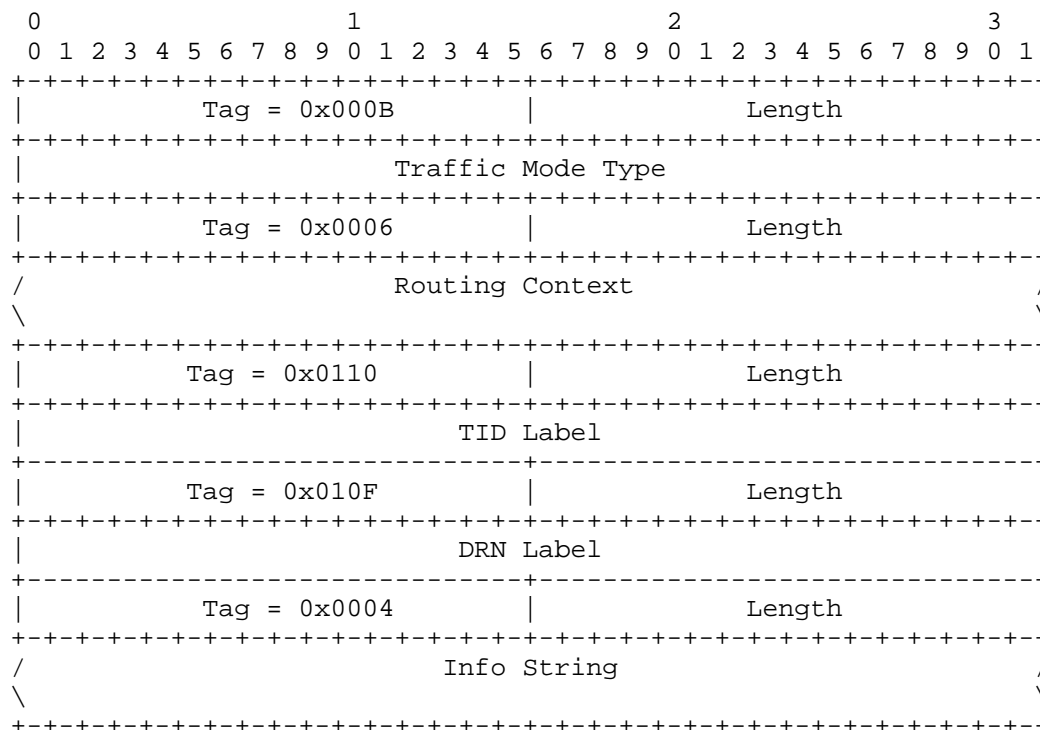 0                   1                   2                   3
0 1 2 3 4 5 6 7 8 9 0 1 2 3 4 5 6 7 8 9 0 1 2 3 4 5 6 7 8 9 0 1
Tag = 0x000B | Length
Traffic Mode Type
Tag = 0x0006 | Length
/ Routing Context /
\ \
Tag = 0x0110 | Length
TID Label
Tag = 0x010F | Length
DRN Label
Tag = 0x0004 | Length
/ Info String /
\ \